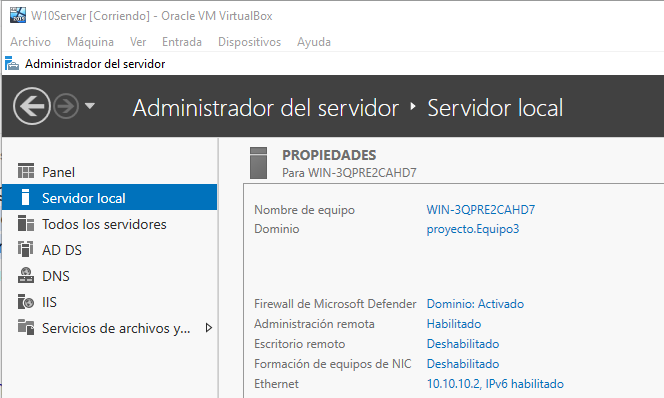 W10Server [Corriendo] - Oracle VM VirtualBox
Archivo Máquina Ver Entrada Dispositivos Ayuda
Administrador del servidor
Administrador del servidor ‣ Servidor local
Panel
Servidor local
Todos los servidores
AD DS
DNS
IIS
Servicios de archivos y...
PROPIEDADES
Para WIN-3QPRE2CAHD7
Nombre de equipo WIN-3QPRE2CAHD7
Dominio proyecto.Equipo3
Firewall de Microsoft Defender Dominio: Activado
Administración remota Habilitado
Escritorio remoto Deshabilitado
Formación de equipos de NIC Deshabilitado
Ethernet 10.10.10.2, IPv6 habilitado